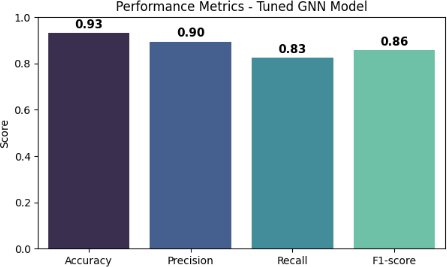 Performance Metrics - Tuned GNN Model
1.0
0.8
0.6
0.4
0.2
0.0
Score
0.93
0.90
0.83
0.86
Accuracy
Precision
Recall
F1-score